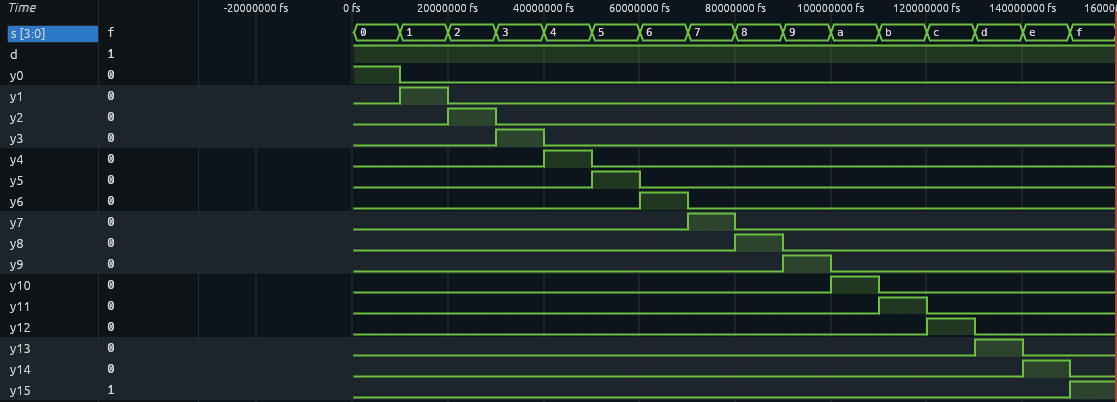 Time -20000000 fs 0 fs 20000000 fs 40000000 fs 60000000 fs 80000000 fs 100000000 fs 120000000 fs 140000000 fs 16000
s [3:0] f 0 1 2 3 4 5 6 7 8 9 a b c d e f
d 1
y0 0
y1 0
y2 0
y3 0
y4 0
y5 0
y6 0
y7 0
y8 0
y9 0
y10 0
y11 0
y12 0
y13 0
y14 0
y15 1